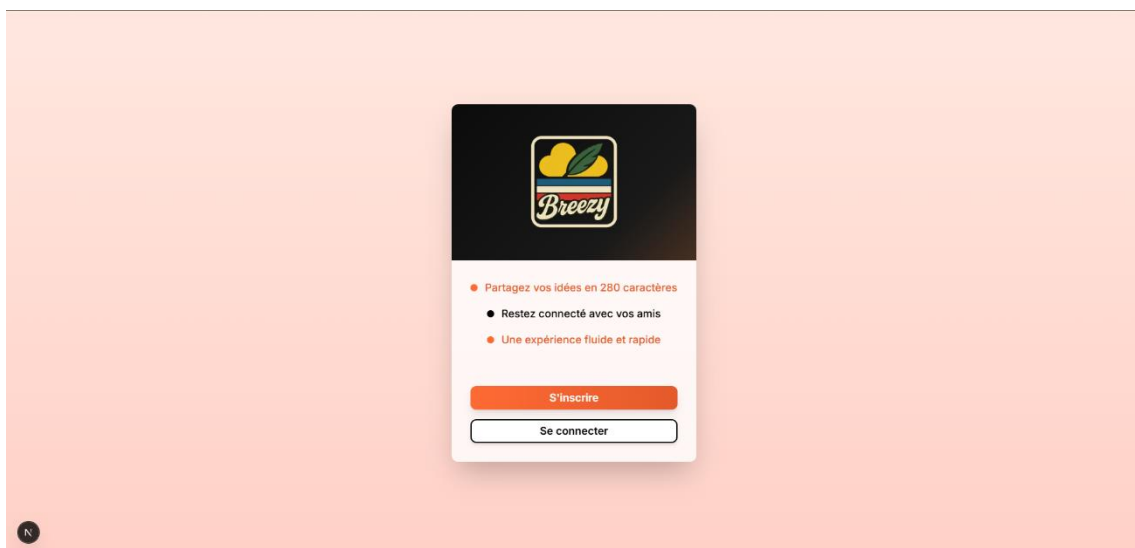 Breezy
Partagez vos idées en 280 caractères
Restez connecté avec vos amis
Une expérience fluide et rapide
S'inscrire
Se connecter
N